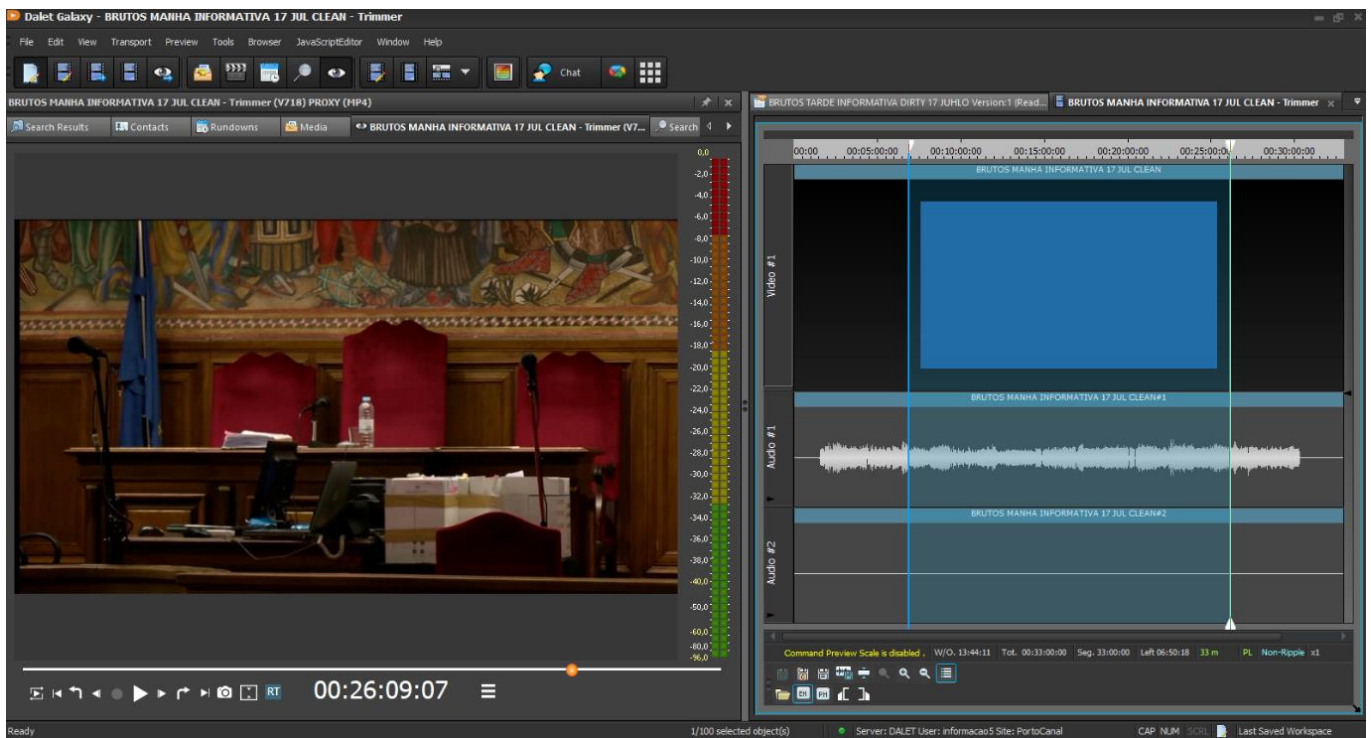 Dalet Galaxy - BRUTOS MANHA INFORMATIVA 17 JUL CLEAN - Trimmer
File Edit View Transport Preview Tools Browser JavaScriptEditor Window Help
Chat
BRUTOS MANHA INFORMATIVA 17 JUL CLEAN - Trimmer (V718) PROXY (MP4)
Search Results Contacts Rundowns Media BRUTOS MANHA INFORMATIVA 17 JUL CLEAN - Trimmer (V7... Search
0,0
-2,0
-4,0
-6,0
-8,0
-10,0
-12,0
-14,0
-16,0
-18,0
-20,0
-22,0
-24,0
-26,0
-28,0
-30,0
-32,0
-34,0
-36,0
-38,0
-40,0
-50,0
-60,0
-80,0
-96,0
RT 00:26:09:07
BRUTOS TARDE INFORMATIVA DIRTY 17 JUHLO Version:1 (Read... BRUTOS MANHA INFORMATIVA 17 JUL CLEAN - Trimmer
00:00 00:05:00:00 00:10:00:00 00:15:00:00 00:20:00:00 00:25:00:0 00:30:00:00
BRUTOS MANHA INFORMATIVA 17 JUL CLEAN
Video #1
BRUTOS MANHA INFORMATIVA 17 JUL CLEAN#1
Audio #1
BRUTOS MANHA INFORMATIVA 17 JUL CLEAN#2
Audio #2
Command Preview Scale is disabled . W/O. 13:44:11 Tot. 00:33:00:00 Seg. 33:00:00 Left 06:50:18 33 m PL Non-Ripple x1
Ready 1/100 selected object(s) Server: DALET User: informacao5 Site: PortoCanal CAP NUM SCRL Last Saved Workspace